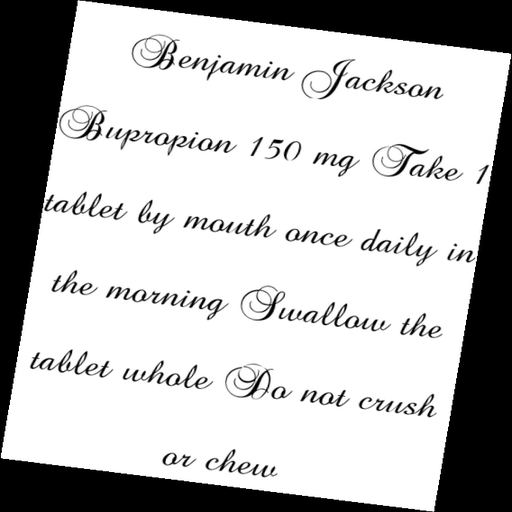 Benjamin Jackson
Bupropion 150 mg Take 1
tablet by mouth once daily in
the morning Swallow the
tablet whole Do not crush
or chew